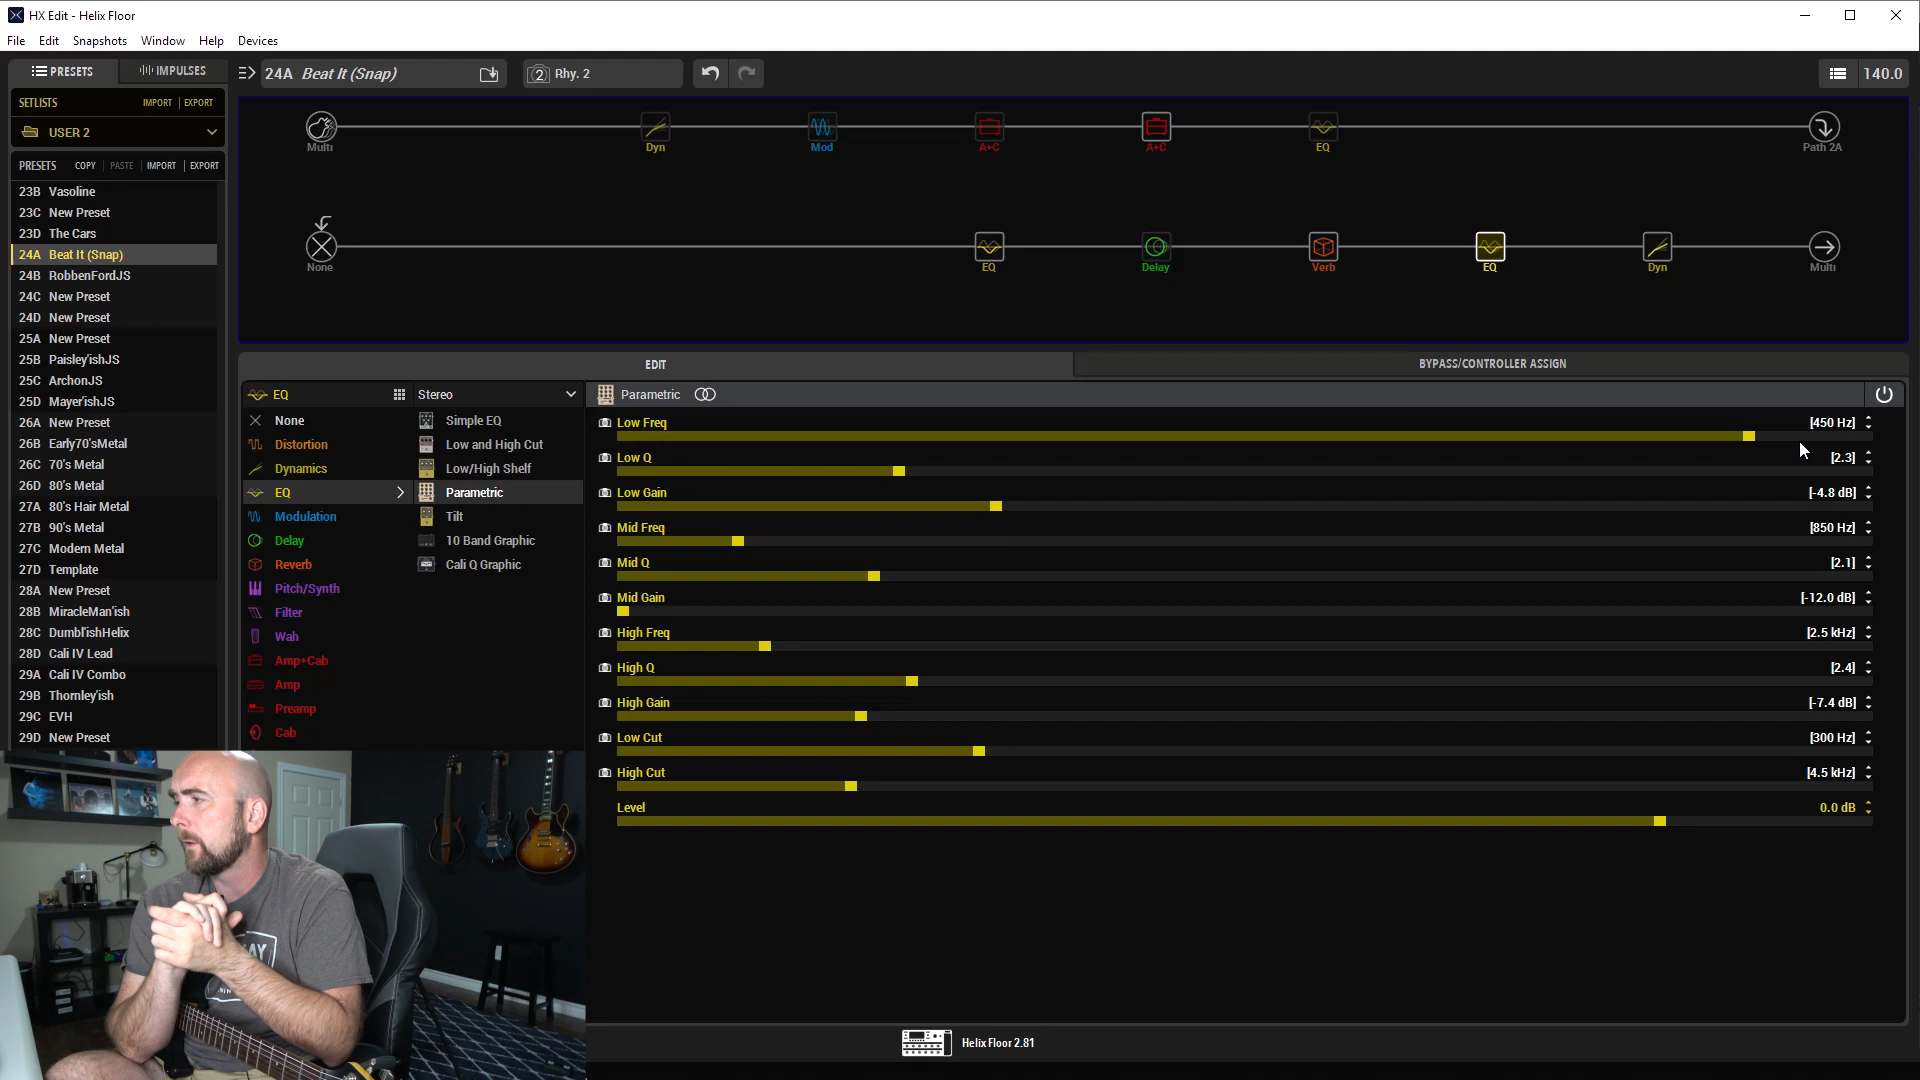 HX Edit - Helix Floor
File Edit Snapshots Window Help Devices
PRESETS IMPULSES
24A Beat It (Snap)
2 Rhy. 2
140.0
SETLISTS IMPORT | EXPORT
USER 2
PRESETS COPY PASTE IMPORT | EXPORT
23B Vasoline
23C New Preset
23D The Cars
24A Beat It (Snap)
24B RobbenFordJS
24C New Preset
24D New Preset
25A New Preset
25B Paisley'ishJS
25C ArchonJS
25D Mayer'ishJS
26A New Preset
26B Early70'sMetal
26C 70's Metal
26D 80's Metal
27A 80's Hair Metal
27B 90's Metal
27C Modern Metal
27D Template
28A New Preset
28B MiracleMan'ish
28C Dumbl'ishHelix
28D Cali IV Lead
29A Cali IV Combo
29B Thornley'ish
29C EVH
29D New Preset
Multi Dyn Mod A+C A+C EQ Path 2A
None EQ Delay Verb EQ Dyn Multi
EDIT BYPASS/CONTROLLER ASSIGN
EQ Stereo
None
Distortion
Dynamics
EQ
Modulation
Delay
Reverb
Pitch/Synth
Filter
Wah
Amp+Cab
Amp
Preamp
Cab
Simple EQ
Low and High Cut
Low/High Shelf
Parametric
Tilt
10 Band Graphic
Cali Q Graphic
Parametric
Low Freq [450 Hz]
Low Q [2.3]
Low Gain [-4.8 dB]
Mid Freq [850 Hz]
Mid Q [2.1]
Mid Gain [-12.0 dB]
High Freq [2.5 kHz]
High Q [2.4]
High Gain [-7.4 dB]
Low Cut [300 Hz]
High Cut [4.5 kHz]
Level 0.0 dB
Helix Floor 2.81